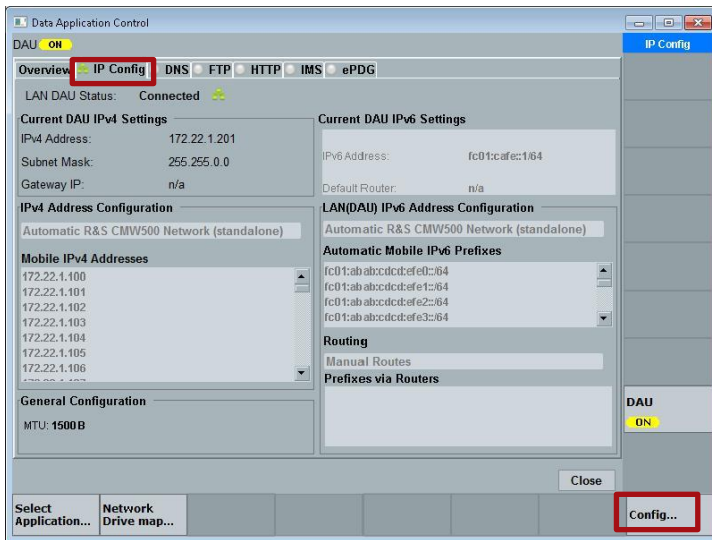 Data Application Control
DAU ON
IP Config
Overview IP Config DNS FTP HTTP IMS ePDG
LAN DAU Status: Connected
Current DAU IPv4 Settings
IPv4 Address: 172.22.1.201
Subnet Mask: 255.255.0.0
Gateway IP: n/a
Current DAU IPv6 Settings
IPv6 Address: fc01:cafe::1/64
Default Router: n/a
IPv4 Address Configuration
Automatic R&S CMW500 Network (standalone)
Mobile IPv4 Addresses
172.22.1.100
172.22.1.101
172.22.1.102
172.22.1.103
172.22.1.104
172.22.1.105
172.22.1.106
LAN(DAU) IPv6 Address Configuration
Automatic R&S CMW500 Network (standalone)
Automatic Mobile IPv6 Prefixes
fc01:abab:cdcd:efe0::/64
fc01:abab:cdcd:efe1::/64
fc01:abab:cdcd:efe2::/64
fc01:abab:cdcd:efe3::/64
Routing
Manual Routes
Prefixes via Routers
General Configuration
MTU: 1500 B
DAU
ON
Close
Select
Application...
Network
Drive map...
Config...